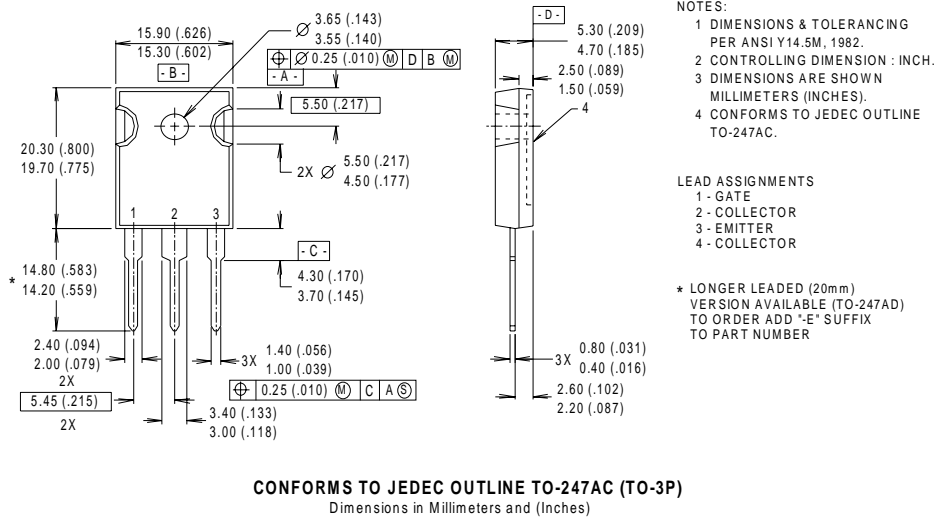 15.90 (.626)
15.30 (.602)
- B -
3.65 (.143)
3.55 (.140)
⌖ ∅ 0.25 (.010) Ⓜ D B Ⓜ
- A -
5.50 (.217)
20.30 (.800)
19.70 (.775)
2X ∅ 5.50 (.217)
4.50 (.177)
1 2 3
- C -
* 14.80 (.583)
14.20 (.559)
4.30 (.170)
3.70 (.145)
2.40 (.094)
2.00 (.079)
2X
5.45 (.215)
2X
3X 1.40 (.056)
1.00 (.039)
⌖ 0.25 (.010) Ⓜ C A Ⓢ
3.40 (.133)
3.00 (.118)
- D -
5.30 (.209)
4.70 (.185)
2.50 (.089)
1.50 (.059)
4
3X 0.80 (.031)
0.40 (.016)
2.60 (.102)
2.20 (.087)
NOTES:
1 DIMENSIONS & TOLERANCING
PER ANSI Y14.5M, 1982.
2 CONTROLLING DIMENSION : INCH.
3 DIMENSIONS ARE SHOWN
MILLIMETERS (INCHES).
4 CONFORMS TO JEDEC OUTLINE
TO-247AC.
LEAD ASSIGNMENTS
1 - GATE
2 - COLLECTOR
3 - EMITTER
4 - COLLECTOR
* LONGER LEADED (20mm)
VERSION AVAILABLE (TO-247AD)
TO ORDER ADD "-E" SUFFIX
TO PART NUMBER
CONFORMS TO JEDEC OUTLINE TO-247AC (TO-3P)
Dimensions in Millimeters and (Inches)